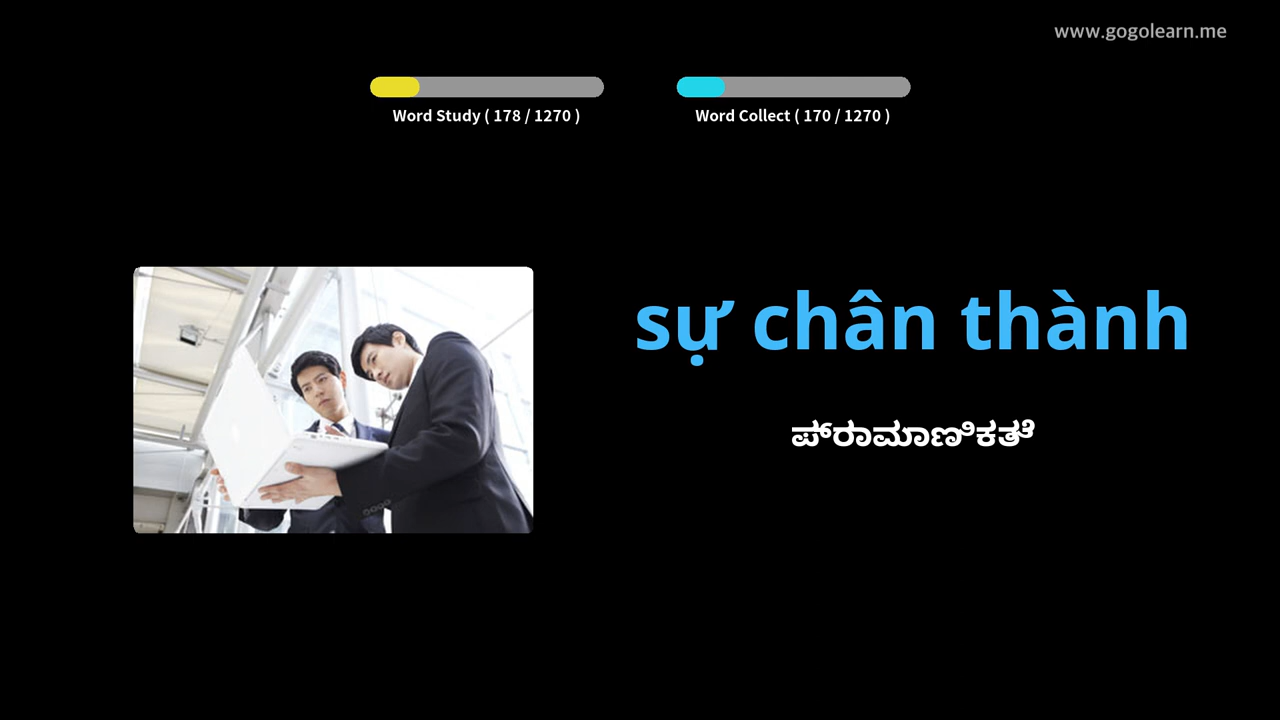 www.gogolearn.me
Word Study ( 178 / 1270 )
Word Collect ( 170 / 1270 )
sự chân thành
ಪ್ರಾಮಾಣಿಕತೆ